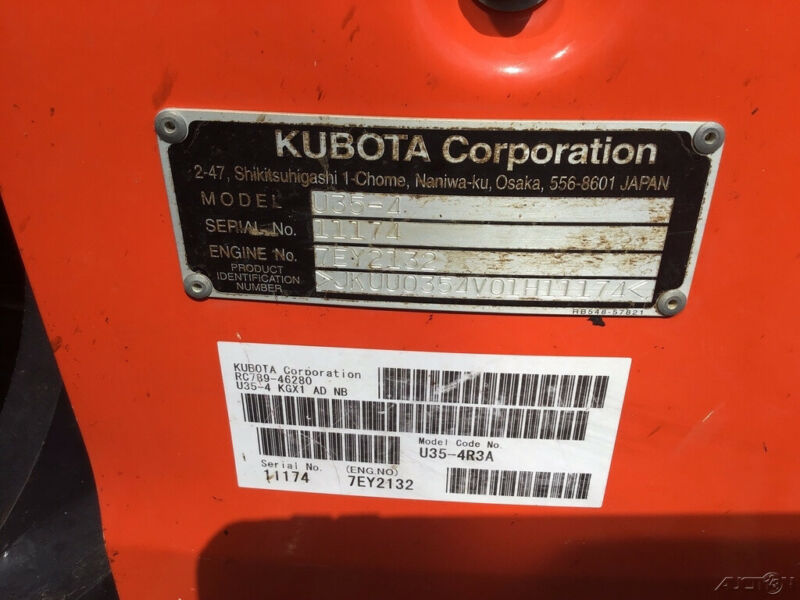 KUBOTA Corporation
2-47, Shikitsuhigashi 1-Chome, Naniwa-ku, Osaka, 556-8601 JAPAN
MODEL U35-4
SERIAL No. 11174
ENGINE No. 7EY2132
PRODUCT IDENTIFICATION NUMBER >JKUU0354V01H11174<
RB548-57821
KUBOTA Corporation
RC789-46280
U35-4 KGX1 AD NB
Model Code No.
U35-4R3A
Serial No. (ENG.NO)
11174 7EY2132